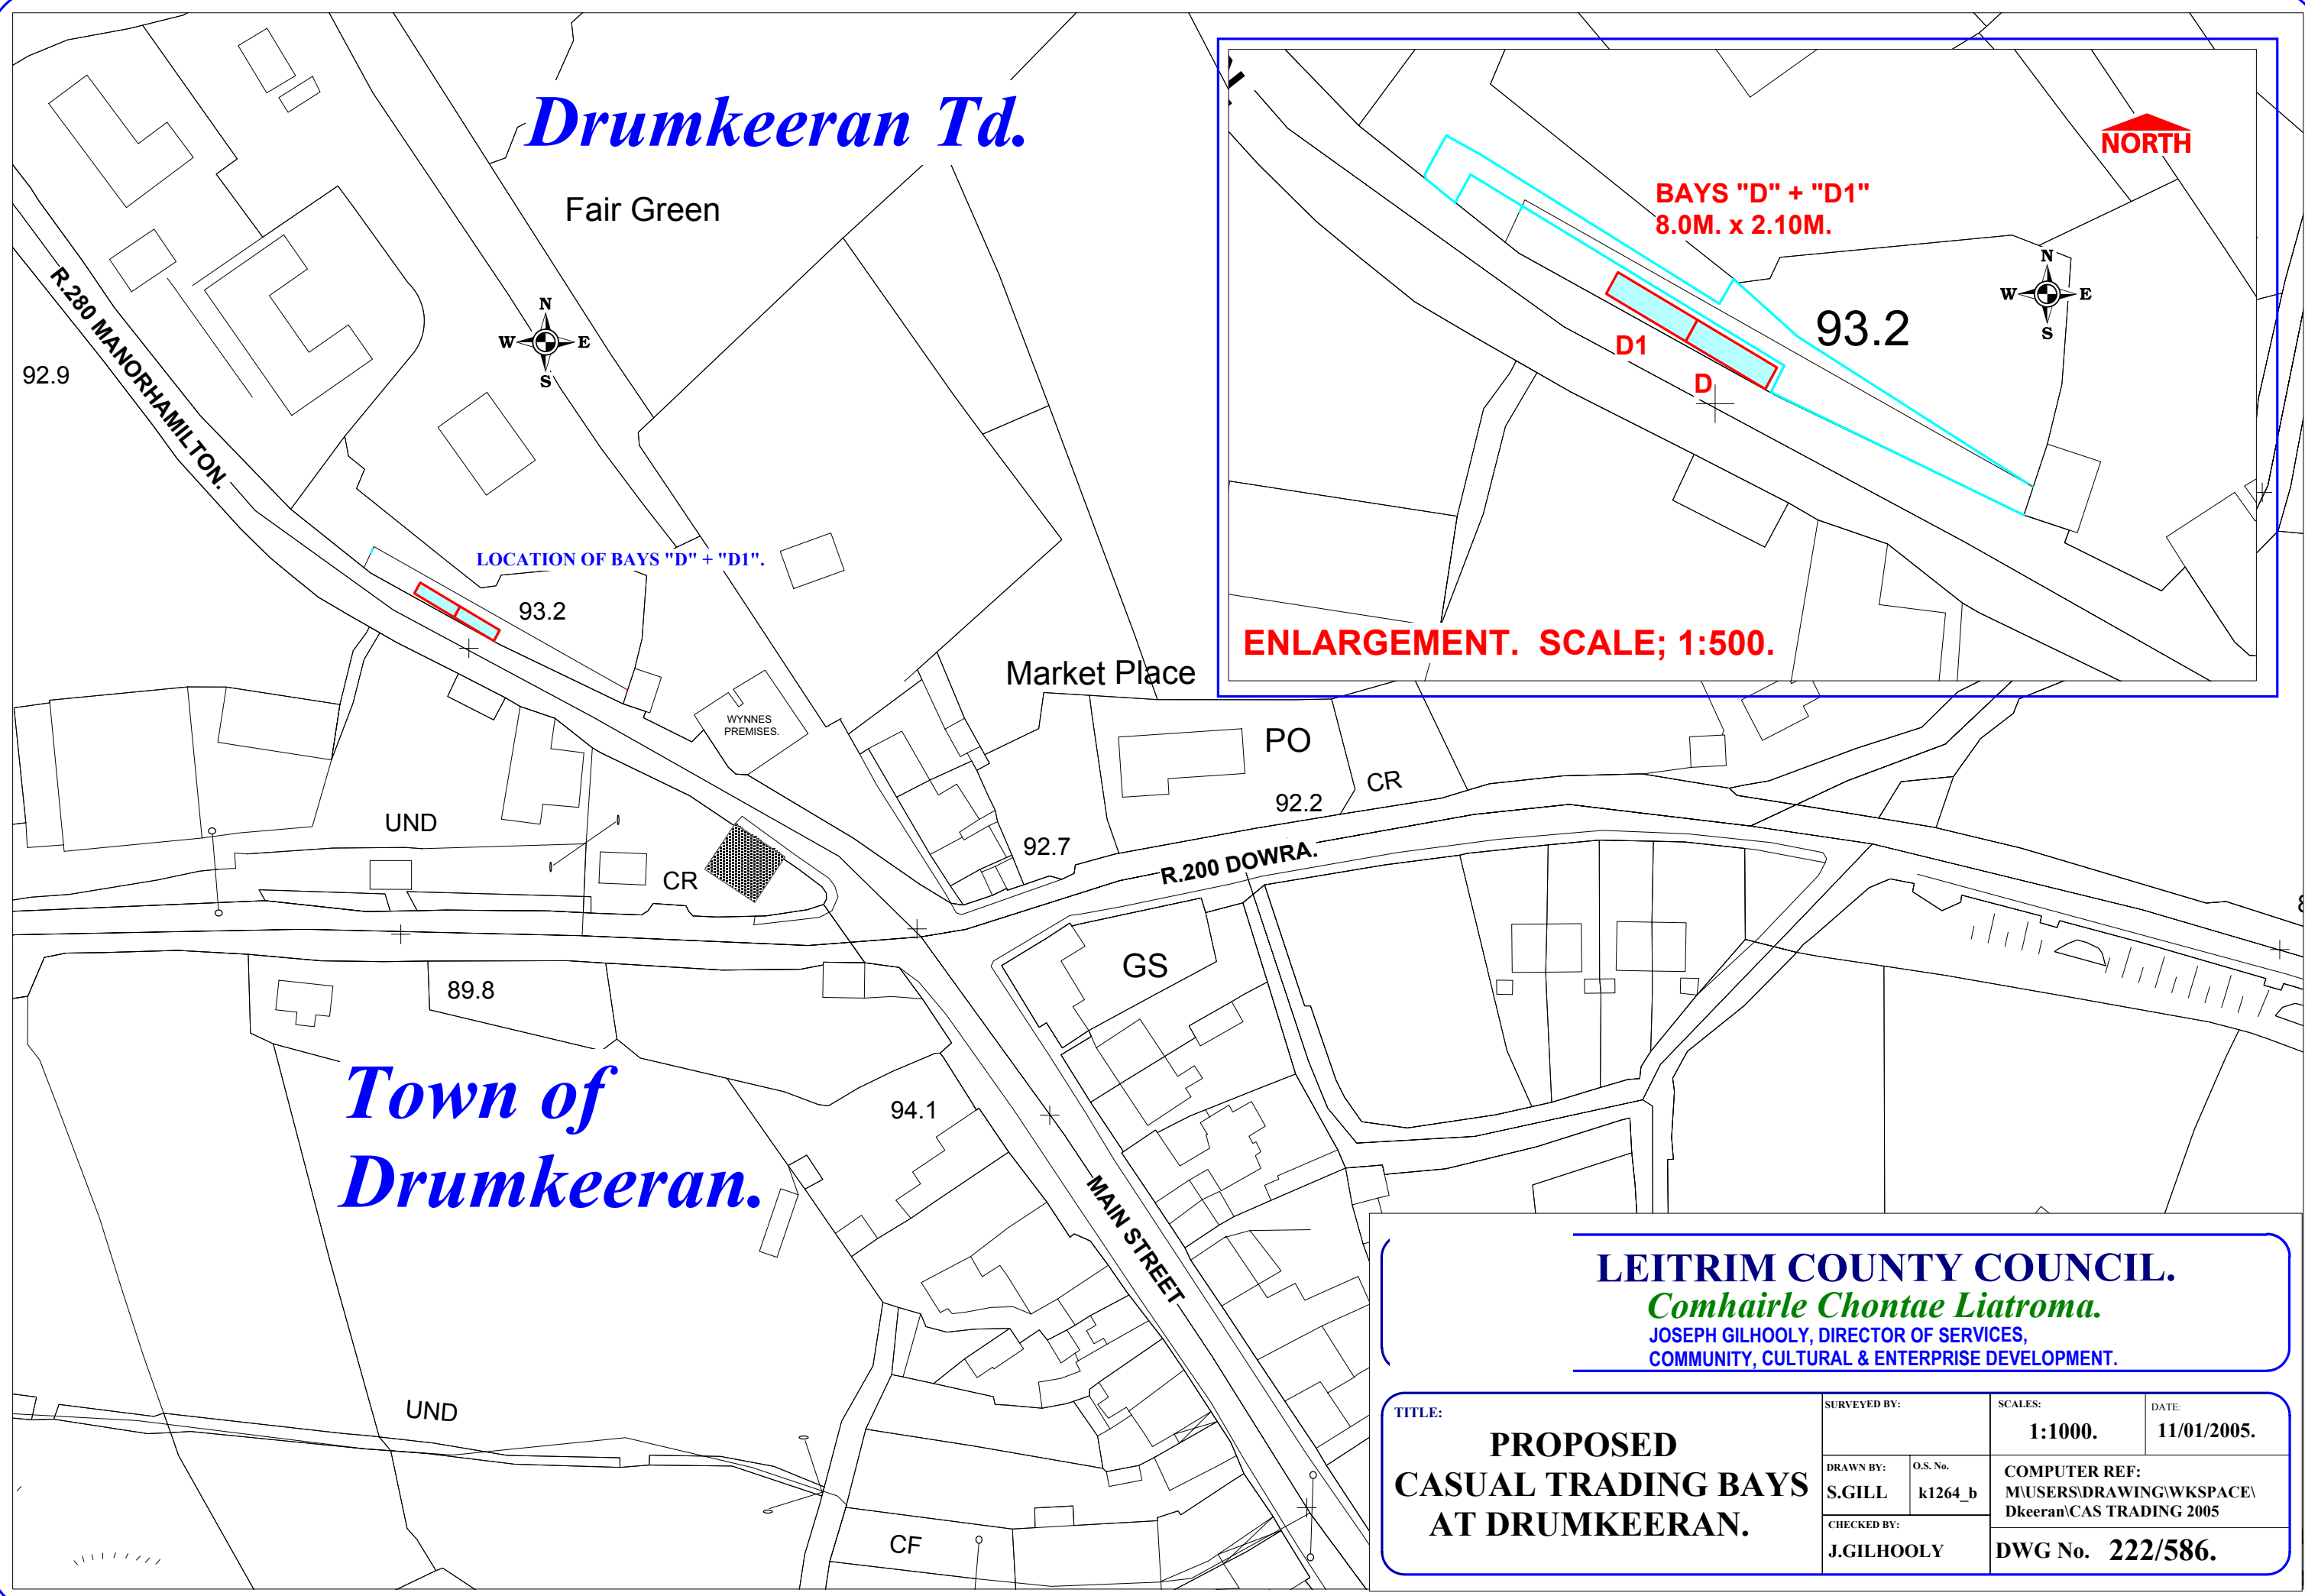 Drumkeeran Td.
Fair Green
N
W E
S
R.280 MANORHAMILTON.
92.9
LOCATION OF BAYS "D" + "D1".
93.2
NORTH
BAYS "D" + "D1"
8.0M. x 2.10M.
N
W E
S
93.2
D1
D
ENLARGEMENT. SCALE; 1:500.
Market Place
WYNNES
PREMISES.
PO
CR
92.2
92.7
UND
CR
R.200 DOWRA.
GS
89.8
Town of
Drumkeeran.
94.1
MAIN STREET
UND
CF
LEITRIM COUNTY COUNCIL.
Comhairle Chontae Liatroma.
JOSEPH GILHOOLY, DIRECTOR OF SERVICES,
COMMUNITY, CULTURAL & ENTERPRISE DEVELOPMENT.
TITLE:
PROPOSED
CASUAL TRADING BAYS
AT DRUMKEERAN.
SURVEYED BY:
SCALES:
1:1000.
DATE:
11/01/2005.
DRAWN BY:
S.GILL
O.S. No.
k1264_b
COMPUTER REF:
M\USERS\DRAWING\WKSPACE\
Dkeeran\CAS TRADING 2005
CHECKED BY:
J.GILHOOLY
DWG No. 222/586.